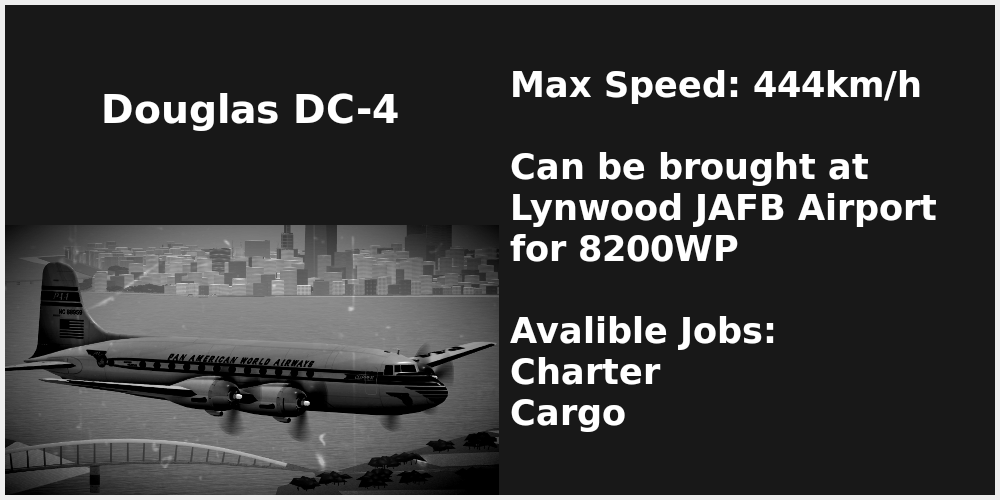 Douglas DC-4
Max Speed: 444km/h
Can be brought at
Lynwood JAFB Airport
for 8200WP
Avalible Jobs:
Charter
Cargo
PAN AMERICAN WORLD AIRWAYS